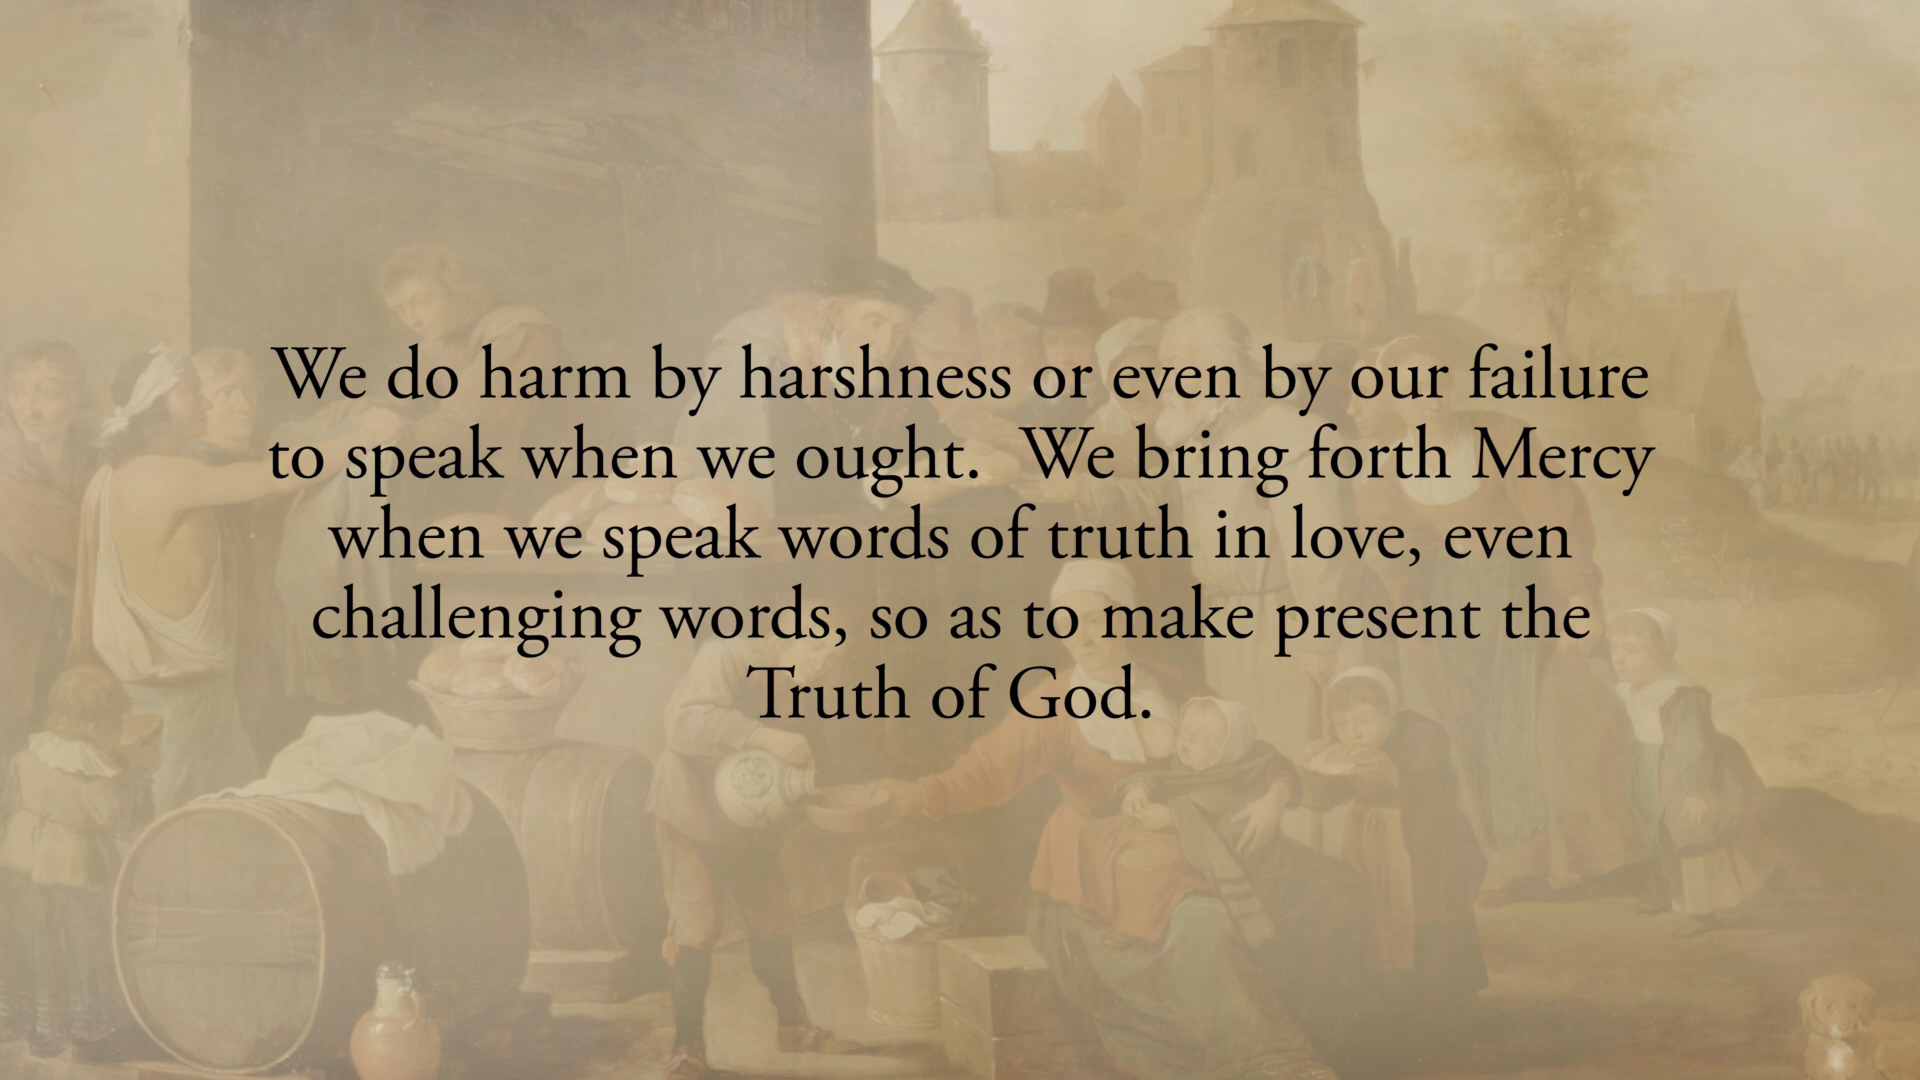 We do harm by harshness or even by our failure
to speak when we ought.  We bring forth Mercy
when we speak words of truth in love, even
challenging words, so as to make present the
Truth of God.